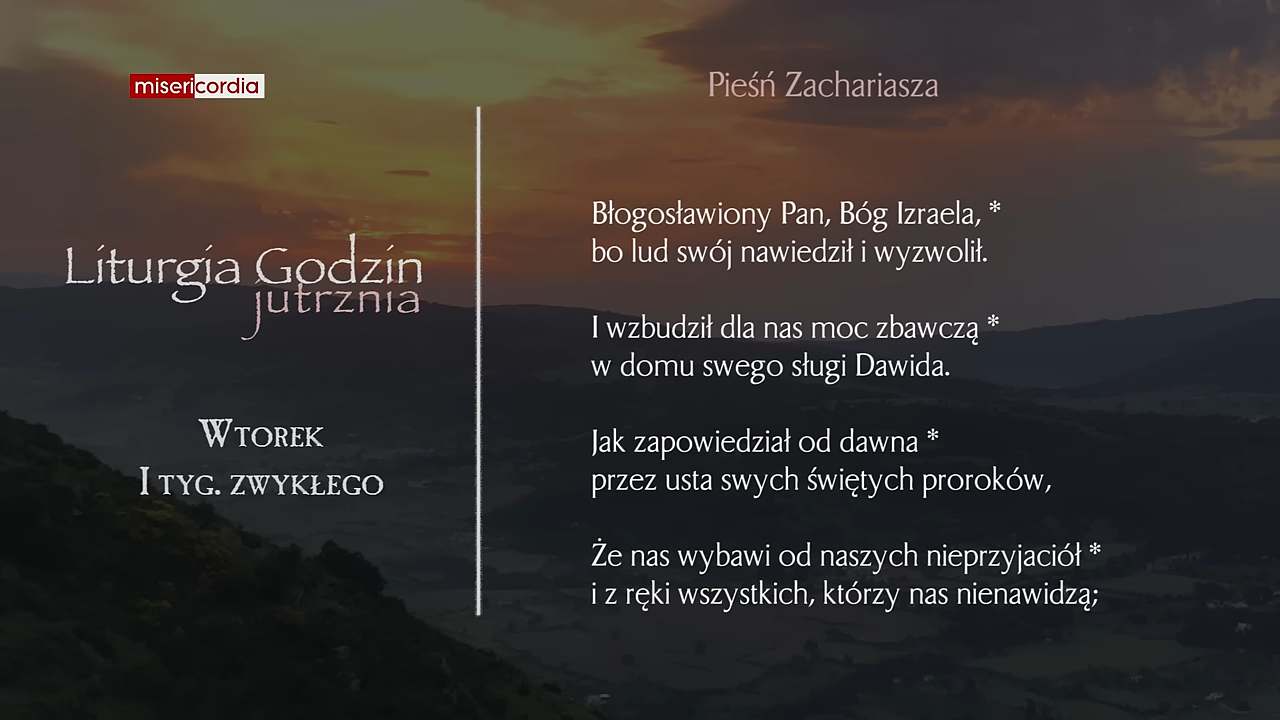 misericordia
Liturgia Godzin
jutrznia
Wtorek
I tyg. zwykłego
Pieśń Zachariasza
Błogosławiony Pan, Bóg Izraela, *
bo lud swój nawiedził i wyzwolił.
I wzbudził dla nas moc zbawczą *
w domu swego sługi Dawida.
Jak zapowiedział od dawna *
przez usta swych świętych proroków,
Że nas wybawi od naszych nieprzyjaciół *
i z ręki wszystkich, którzy nas nienawidzą;